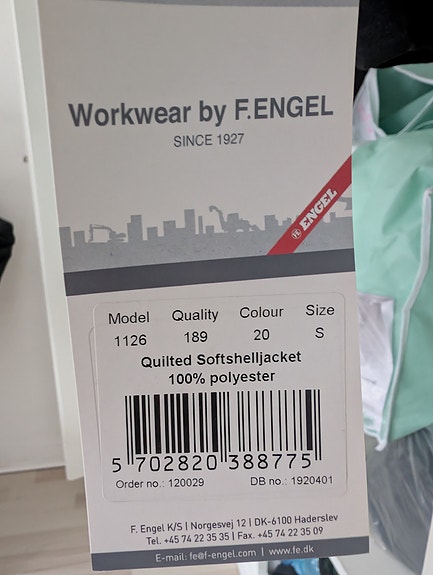 Workwear by F.ENGEL
SINCE 1927
FE ENGEL
Model Quality Colour Size
1126 189 20 S
Quilted Softshelljacket
100% polyester
5 702820 388775
Order no.: 120029 DB no.: 1920401
F. Engel K/S | Norgesvej 12 | DK-6100 Haderslev
Tel. +45 74 22 35 35 | Fax. +45 74 22 35 09
E-mail: fe@f-engel.com | www.fe.dk